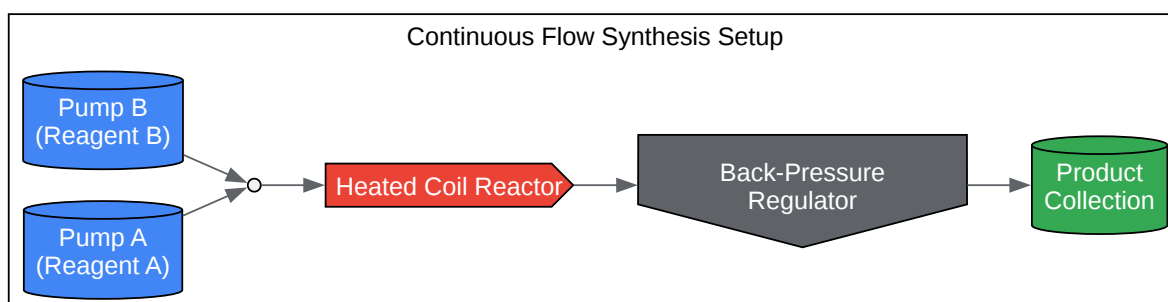 Continuous Flow Synthesis Setup
Pump B
(Reagent B)
Pump A
(Reagent A)
Heated Coil Reactor
Back-Pressure
Regulator
Product
Collection